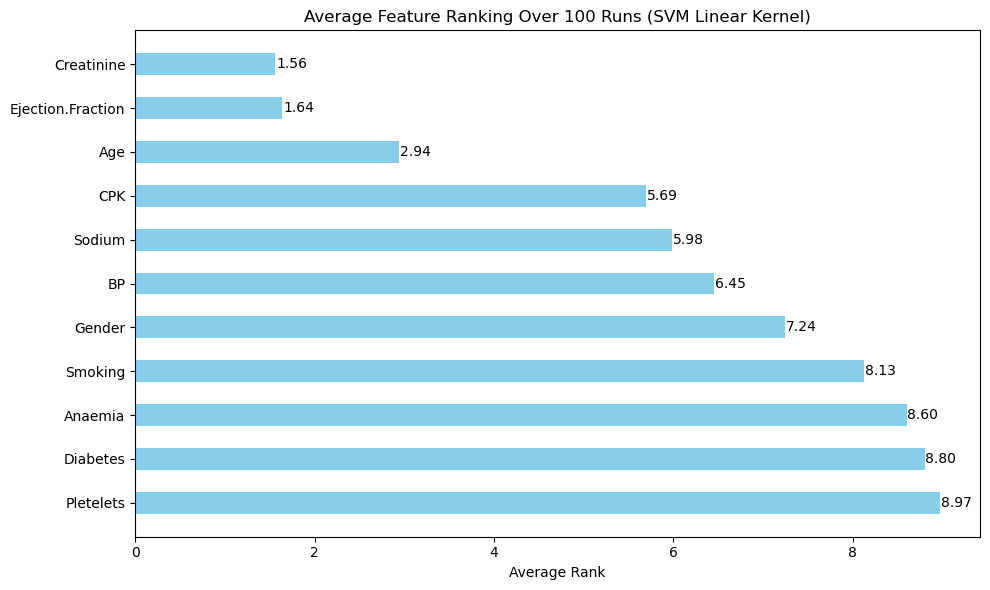 Average Feature Ranking Over 100 Runs (SVM Linear Kernel)
Creatinine 1.56
Ejection.Fraction 1.64
Age 2.94
CPK 5.69
Sodium 5.98
BP 6.45
Gender 7.24
Smoking 8.13
Anaemia 8.60
Diabetes 8.80
Pletelets 8.97
0 2 4 6 8
Average Rank